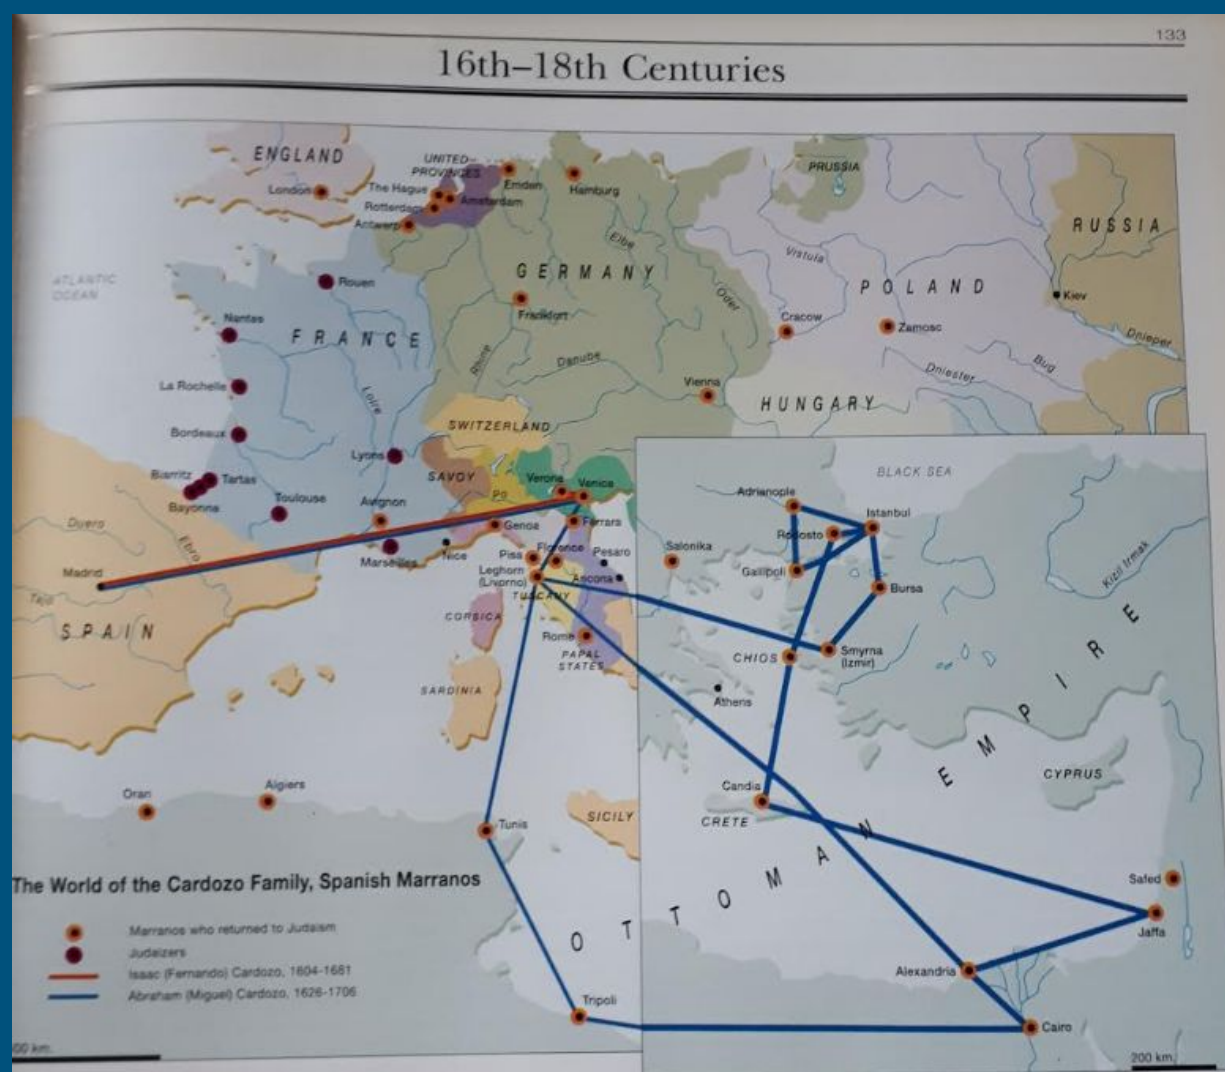 133
16th–18th Centuries
ENGLAND
London
UNITED
PROVINCES
The Hague
Amsterdam
Rotterdam
Antwerp
Emden
Hamburg
PRUSSIA
RUSSIA
ATLANTIC
OCEAN
Rouen
GERMANY
Elbe
Oder
Vistula
POLAND
Kiev
Dnieper
Nantes
FRANCE
Frankfort
Cracow
Zamosc
Rhine
Danube
Dniester
Bug
La Rochelle
Loire
Vienna
HUNGARY
Bordeaux
SWITZERLAND
Lyons
SAVOY
Verona
Venice
Po
Biarritz
Tartas
Bayonna
Toulouse
Avignon
Genoa
Ferrara
Duero
Ebro
Marseilles
Nice
Pisa
Florence
Pesaro
Leghorn
(Livorno)
Ancona
TUSCANY
Madrid
Tejo
SPAIN
CORSICA
Rome
PAPAL
STATES
SARDINIA
BLACK SEA
Adrianople
Istanbul
Rodosto
Salonika
Gallipoli
Bursa
Kizil Irmak
CHIOS
Smyrna
(Izmir)
Athens
Candia
CRETE
CYPRUS
OTTOMAN EMPIRE
Oran
Algiers
Tunis
SICILY
Safed
Jaffa
Alexandria
Tripoli
Cairo
The World of the Cardozo Family, Spanish Marranos
Marranos who returned to Judaism
Judaizers
Isaac (Fernando) Cardozo, 1604-1681
Abraham (Miguel) Cardozo, 1626-1706
00 km.
200 km.